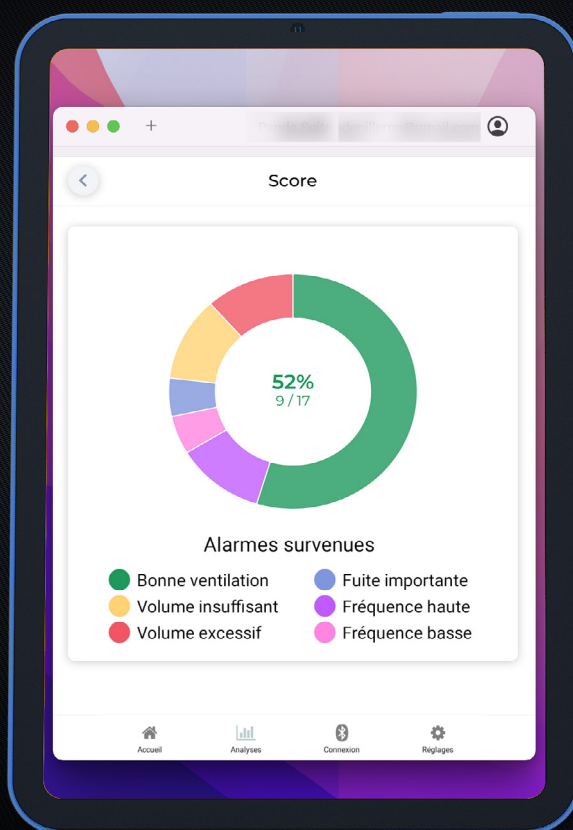 Score
52%
9 / 17
Alarmes survenues
Bonne ventilation
Fuite importante
Volume insuffisant
Fréquence haute
Volume excessif
Fréquence basse
Accueil
Analyses
Connexion
Réglages